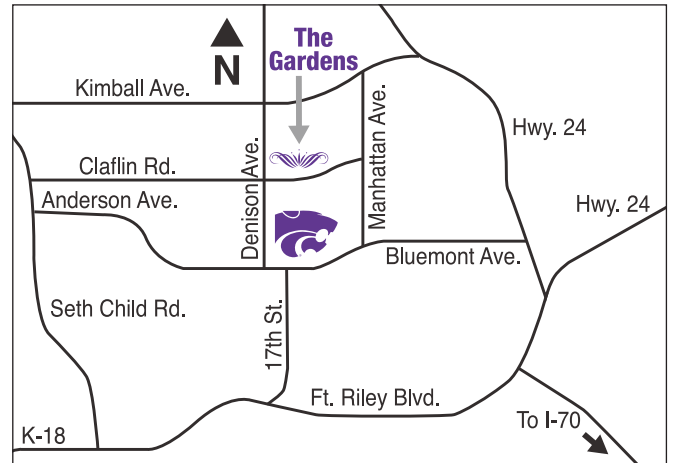 The
Gardens
N
Kimball Ave.
Hwy. 24
Claflin Rd.
Manhattan Ave.
Denison Ave.
Anderson Ave.
Hwy. 24
Bluemont Ave.
Seth Child Rd.
17th St.
Ft. Riley Blvd.
To I-70
K-18